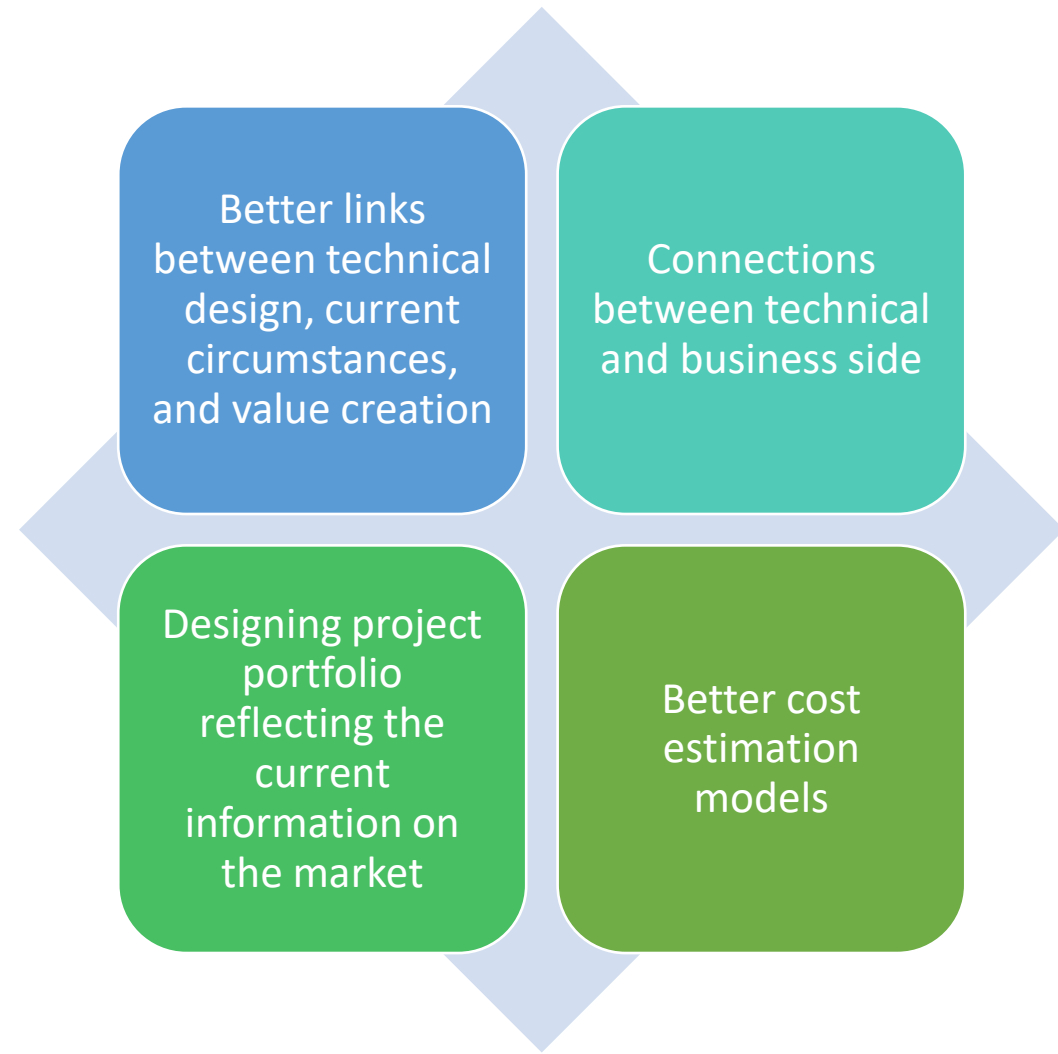 Better links
between technical
design, current
circumstances,
and value creation
Connections
between technical
and business side
Designing project
portfolio
reflecting the
current
information on
the market
Better cost
estimation
models